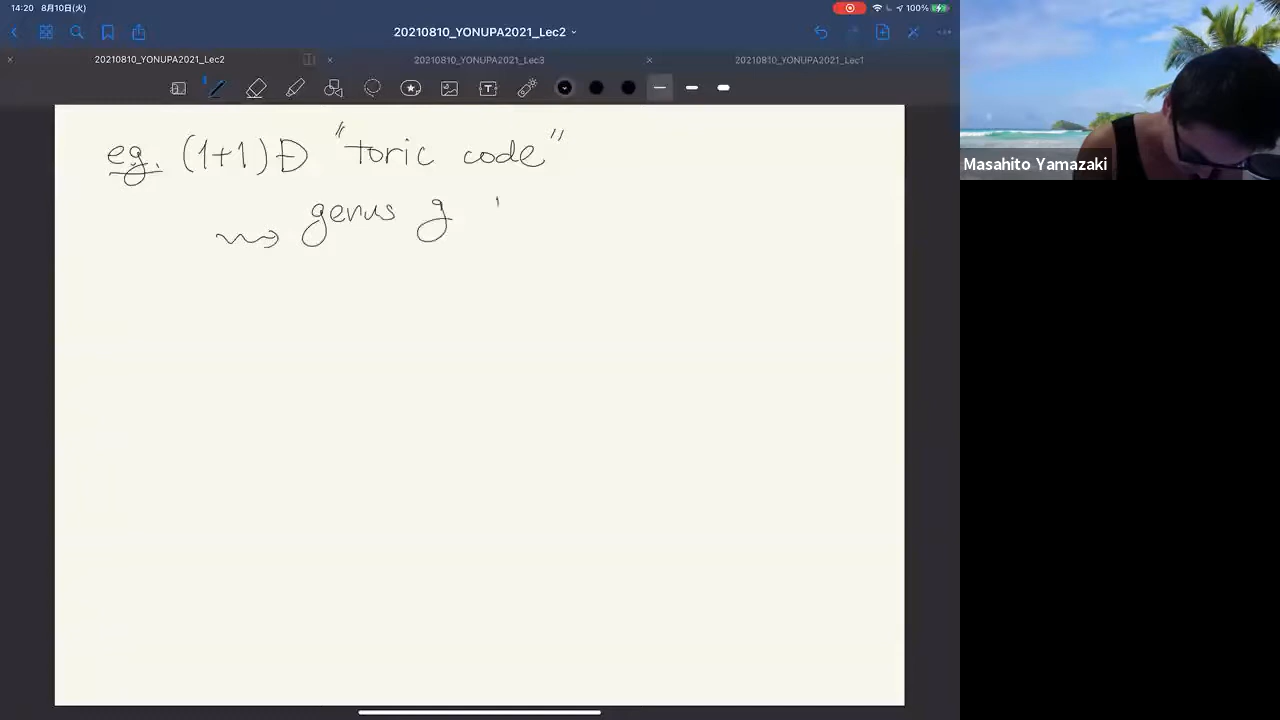 14:20 8月10日(火)
100%
20210810_YONUPA2021_Lec2
20210810_YONUPA2021_Lec2
20210810_YONUPA2021_Lec3
20210810_YONUPA2021_Lec1
eg. (1+1)D "toric code"
genus g
Masahito Yamazaki